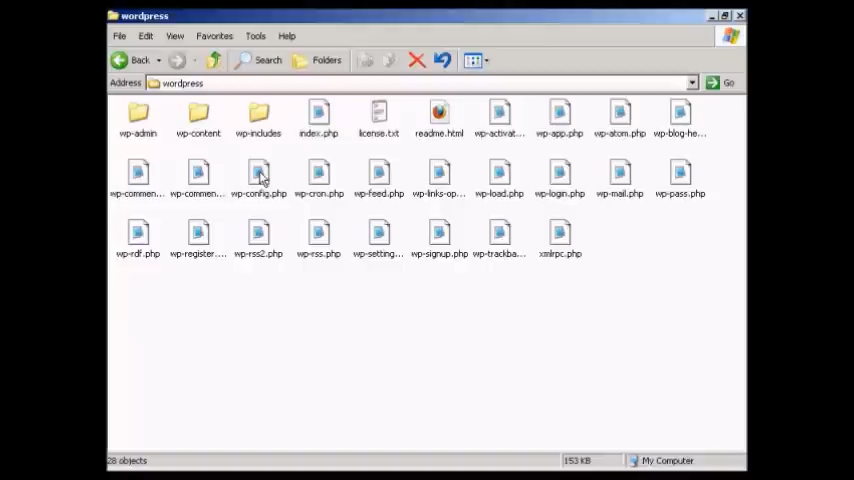 wordpress
File Edit View Favorites Tools Help
Back Search Folders
Address wordpress Go
wp-admin wp-content wp-includes index.php license.txt readme.html wp-activat... wp-app.php wp-atom.php wp-blog-he...
wp-commen... wp-commen... wp-config.php wp-cron.php wp-feed.php wp-links-op... wp-load.php wp-login.php wp-mail.php wp-pass.php
wp-rdf.php wp-register.... wp-rss2.php wp-rss.php wp-setting... wp-signup.php wp-trackba... xmlrpc.php
28 objects 153 KB My Computer